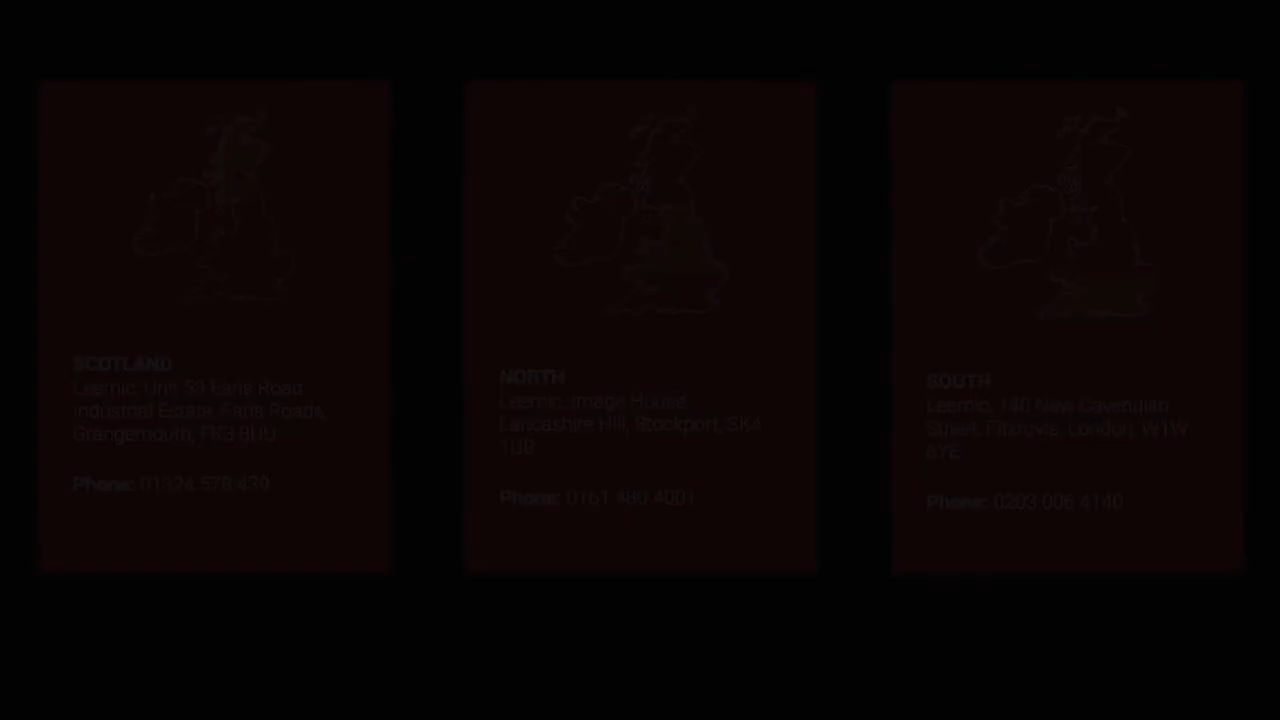 SCOTLAND
Leemic, Unit 53 Earls Road
Industrial Estate, Earls Roads,
Grangemouth, FK3 8UU
Phone: 01324 578 430
NORTH
Leemic, Image House,
Lancashire Hill, Stockport, SK4
1UB
Phone: 0161 480 4001
SOUTH
Leemic, 140 New Cavendish
Street, Fitzrovia, London, W1W
6YE
Phone: 0203 006 4140